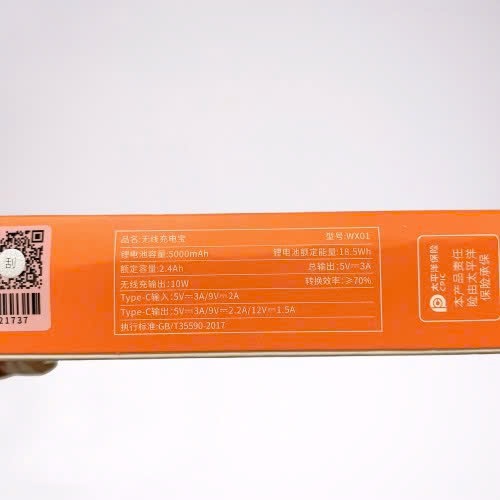 品名:无线充电宝 型号:WX01
锂电池容量:5000mAh 锂电池额定能量:18.5Wh
额定容量:2.4Ah 总输出:5V⎓3A
无线充输出:10W 转换效率:≥70%
Type-C输入:5V⎓3A/9V⎓2A
Type-C输出:5V⎓3A/9V⎓2.2A/12V⎓1.5A
执行标准:GB/T35590-2017
刮
21737
太平洋保险
CPIC
本产品责任
险由太平洋
保险承保